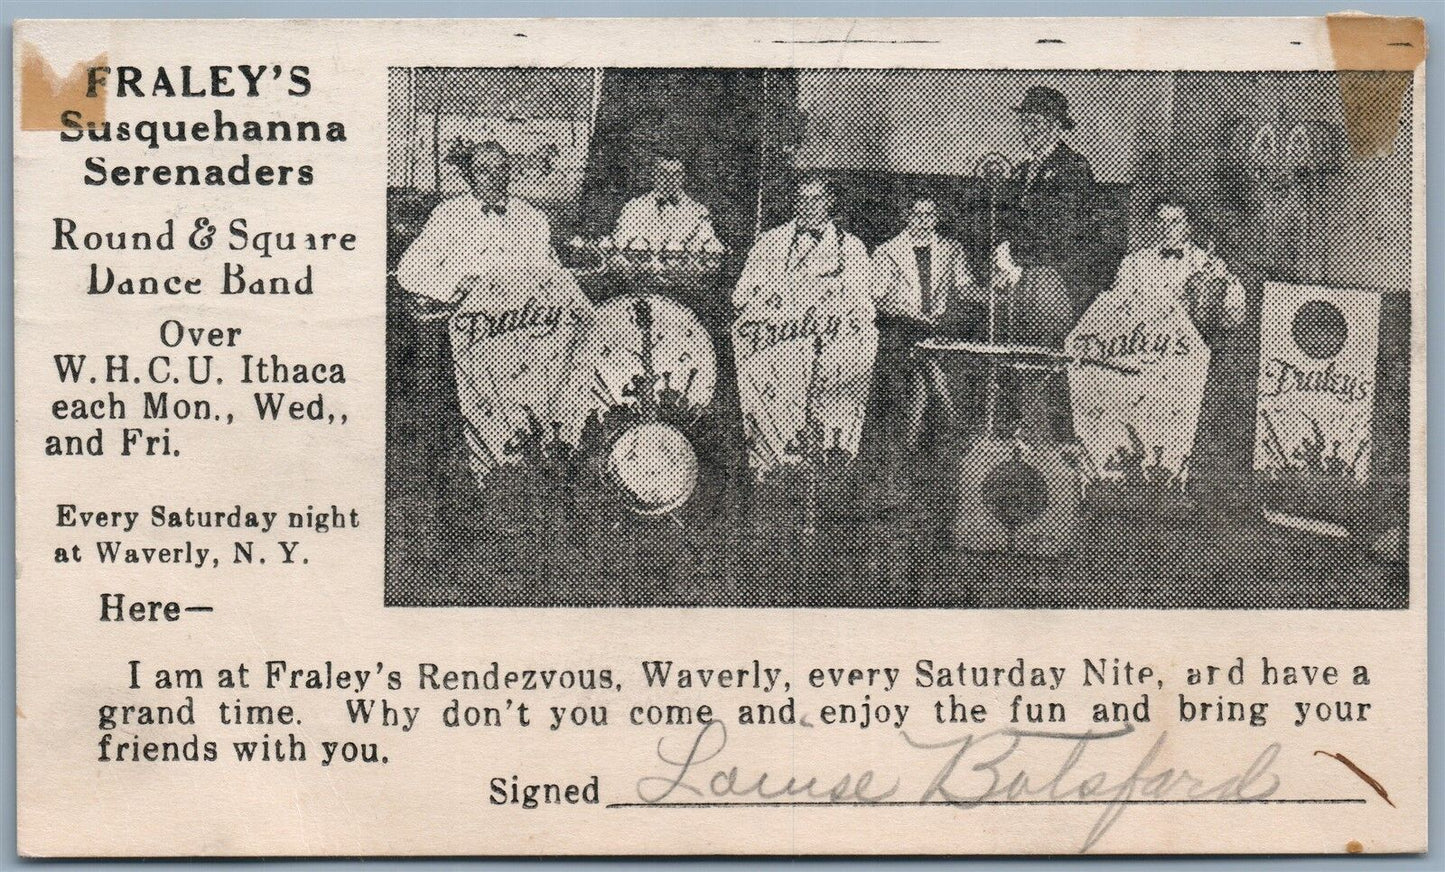 FRALEY'S
Susquehanna
Serenaders
Round & Square
Dance Band
Over
W.H.C.U. Ithaca
each Mon., Wed,,
and Fri.
Every Saturday night
at Waverly, N. Y.
Here—
Fraley's
Fraley's
Fraley's
Fraley's
I am at Fraley's Rendezvous, Waverly, every Saturday Nite, and have a
grand time. Why don't you come and enjoy the fun and bring your
friends with you.
Signed Louise Botsford